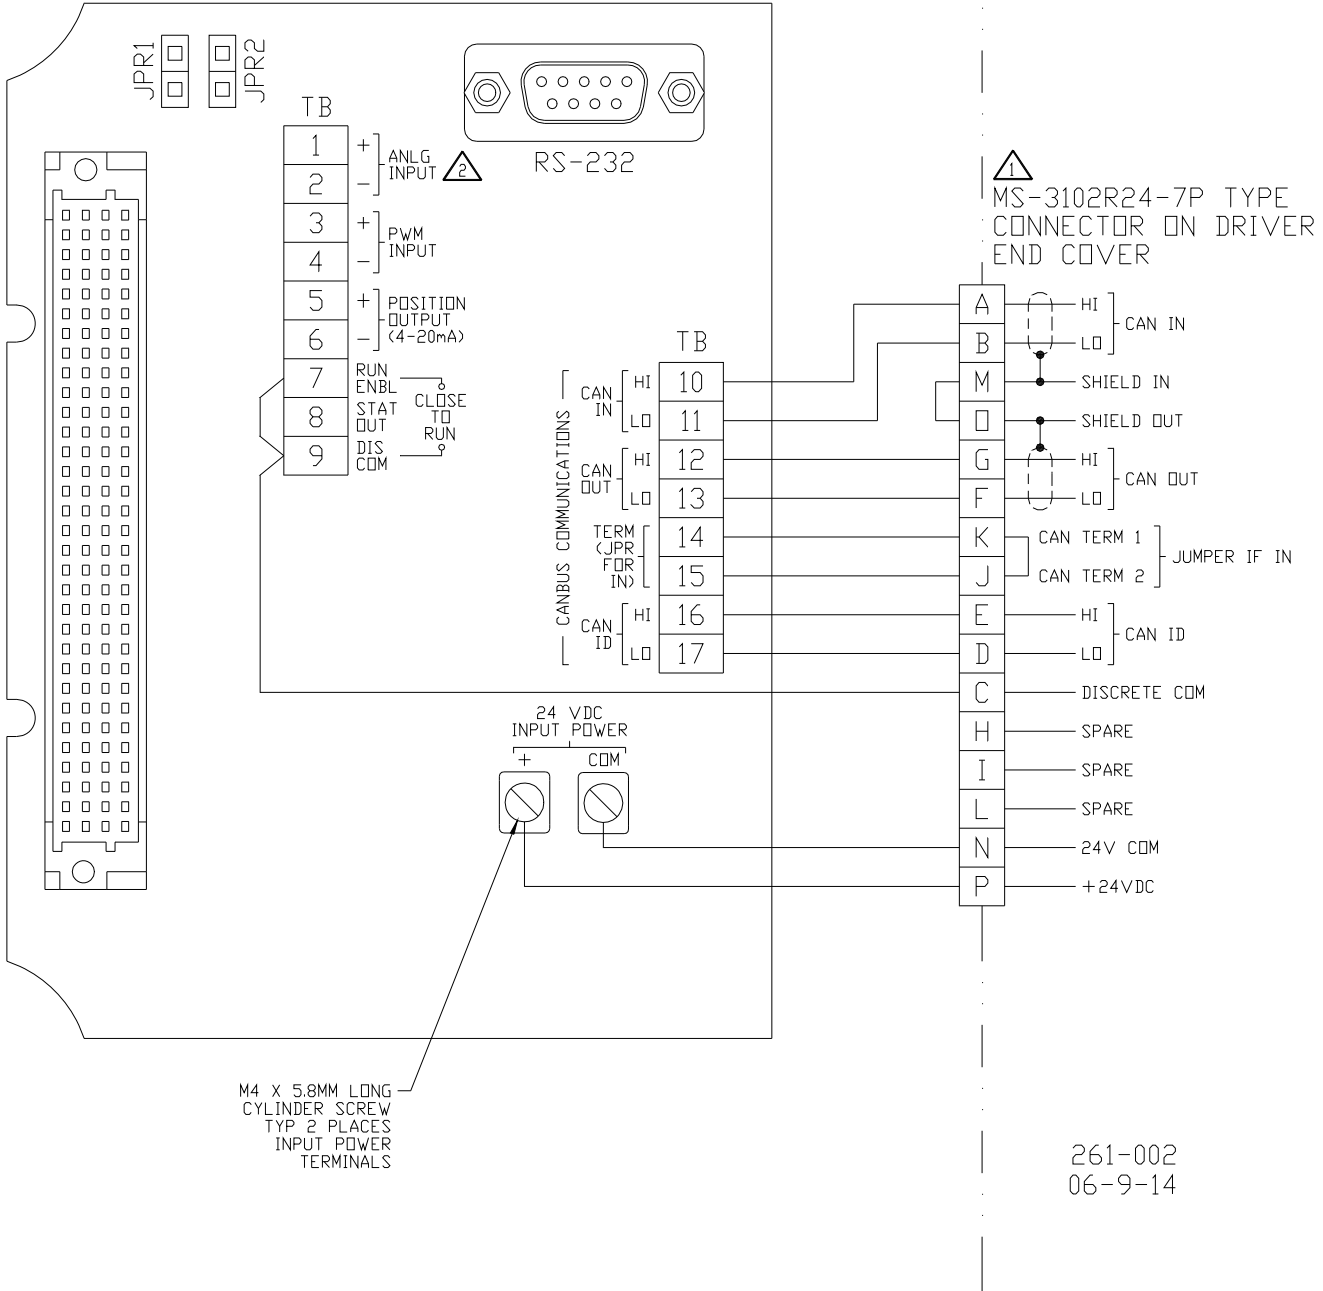 JPR1
JPR2
TB
1 +
2 -
ANLG
INPUT
2
3 +
4 -
PWM
INPUT
5 +
6 -
POSITION
OUTPUT
(4-20mA)
7 RUN
ENBL
8 STAT
OUT
9 DIS
COM
CLOSE
TO
RUN
RS-232
1
MS-3102R24-7P TYPE
CONNECTOR ON DRIVER
END COVER
TB
CANBUS COMMUNICATIONS
CAN
IN
HI 10
LO 11
CAN
OUT
HI 12
LO 13
TERM
(JPR
FOR
IN)
14
15
CAN
ID
HI 16
LO 17
A HI
B LO
CAN IN
M SHIELD IN
O SHIELD OUT
G HI
F LO
CAN OUT
K CAN TERM 1
J CAN TERM 2
JUMPER IF IN
E HI
D LO
CAN ID
C DISCRETE COM
H SPARE
I SPARE
L SPARE
N 24V COM
P +24VDC
24 VDC
INPUT POWER
+ COM
M4 X 5.8MM LONG
CYLINDER SCREW
TYP 2 PLACES
INPUT POWER
TERMINALS
261-002
06-9-14